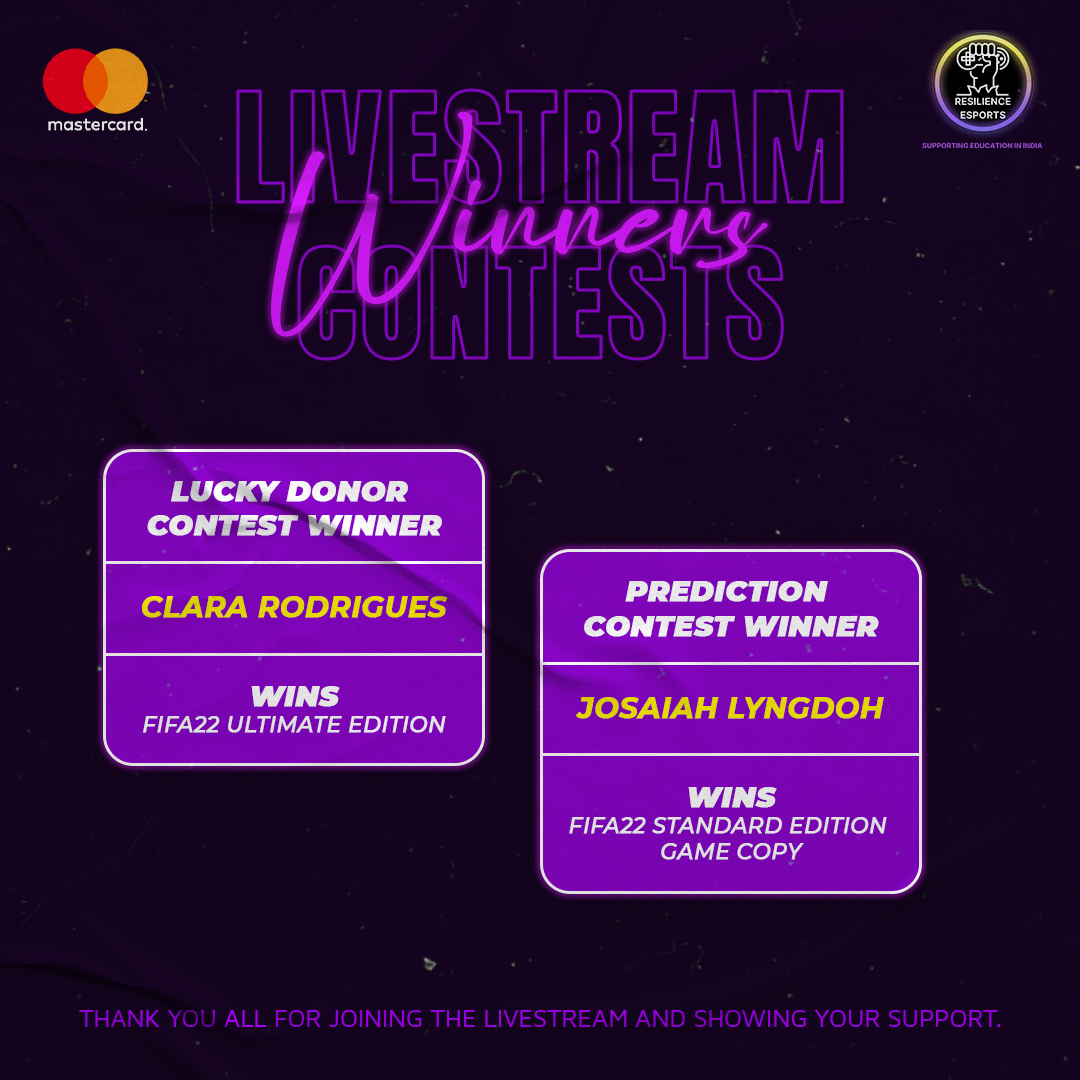 mastercard.
RESILIENCE
ESPORTS
SUPPORTING EDUCATION IN INDIA
LIVESTREAM
Winners
CONTESTS
LUCKY DONOR
CONTEST WINNER
CLARA RODRIGUES
WINS
FIFA22 ULTIMATE EDITION
PREDICTION
CONTEST WINNER
JOSAIAH LYNGDOH
WINS
FIFA22 STANDARD EDITION
GAME COPY
THANK YOU ALL FOR JOINING THE LIVESTREAM AND SHOWING YOUR SUPPORT.